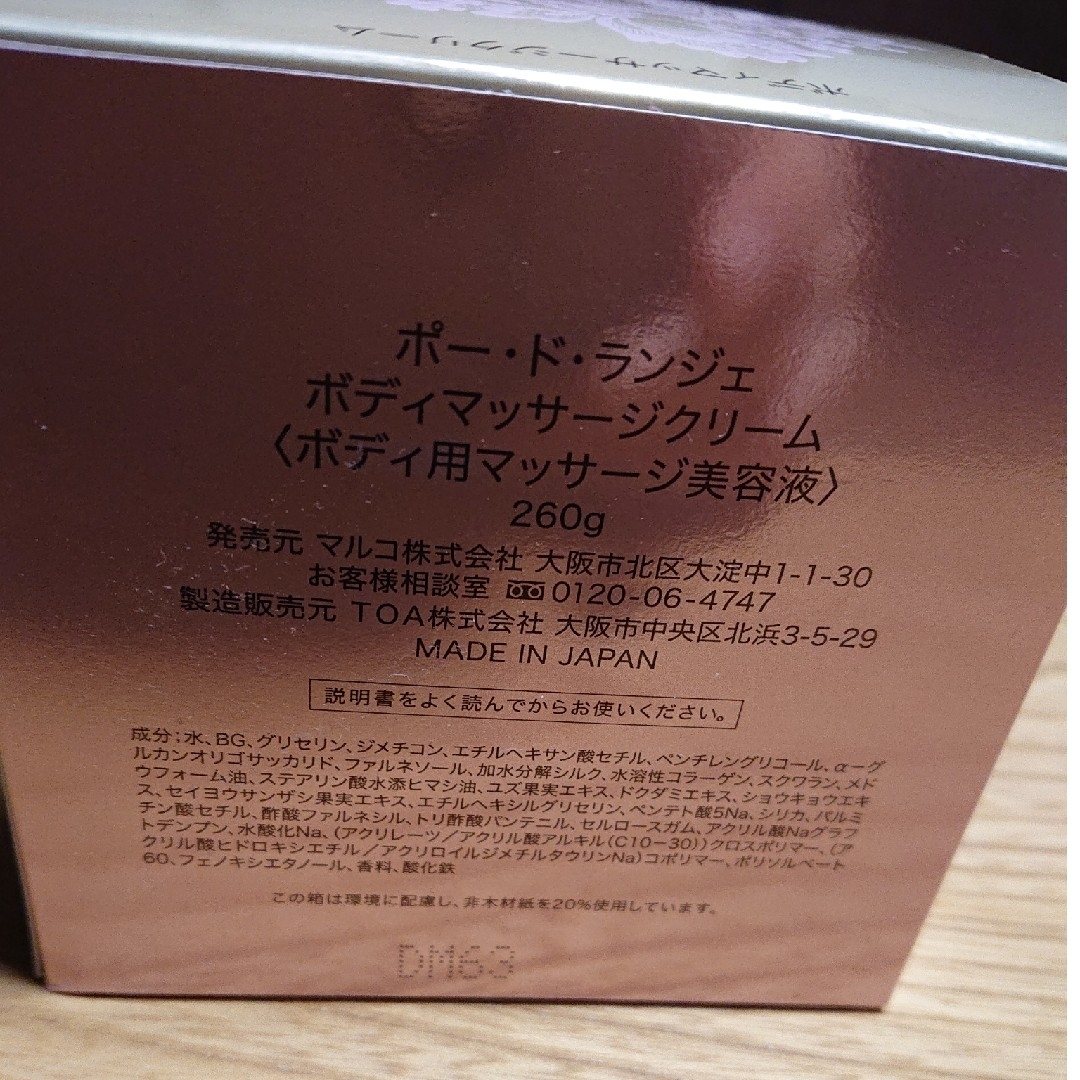 ボディマッサージクリーム
ポー・ド・ランジェ
ボディマッサージクリーム
〈ボディ用マッサージ美容液〉
260g
発売元 マルコ株式会社 大阪市北区大淀中1-1-30
お客様相談室 0120-06-4747
製造販売元 TOA株式会社 大阪市中央区北浜3-5-29
MADE IN JAPAN
説明書をよく読んでからお使いください。
成分；水、BG、グリセリン、ジメチコン、エチルヘキサン酸セチル、ペンチレングリコール、α－グ
ルカンオリゴサッカリド、ファルネソール、加水分解シルク、水溶性コラーゲン、スクワラン、メド
ウフォーム油、ステアリン酸水添ヒマシ油、ユズ果実エキス、ドクダミエキス、ショウキョウエキ
ス、セイヨウサンザシ果実エキス、エチルヘキシルグリセリン、ペンテト酸5Na、シリカ、パルミ
チン酸セチル、酢酸ファルネシル、トリ酢酸パンテニル、セルロースガム、アクリル酸Naグラフ
トデンプン、水酸化Na、（アクリレーツ／アクリル酸アルキル（C10－30））クロスポリマー、（ア
クリル酸ヒドロキシエチル／アクリロイルジメチルタウリンNa）コポリマー、ポリソルベート
60、フェノキシエタノール、香料、酸化鉄
この箱は環境に配慮し、非木材紙を20％使用しています。
DM63